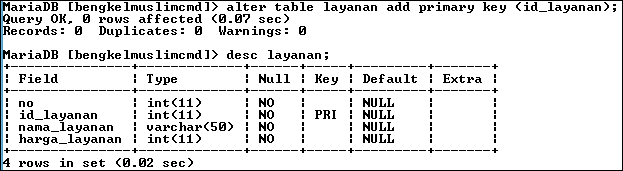 MariaDB [bengkelmuslimcmd]> alter table layanan add primary key (id_layanan);
Query OK, 0 rows affected (0.07 sec)
Records: 0  Duplicates: 0  Warnings: 0

MariaDB [bengkelmuslimcmd]> desc layanan;
+---------------+-------------+------+-----+---------+-------+
| Field         | Type        | Null | Key | Default | Extra |
+---------------+-------------+------+-----+---------+-------+
| no            | int(11)     | NO   |     | NULL    |       |
| id_layanan    | int(11)     | NO   | PRI | NULL    |       |
| nama_layanan  | varchar(50) | NO   |     | NULL    |       |
| harga_layanan | int(11)     | NO   |     | NULL    |       |
+---------------+-------------+------+-----+---------+-------+
4 rows in set (0.02 sec)